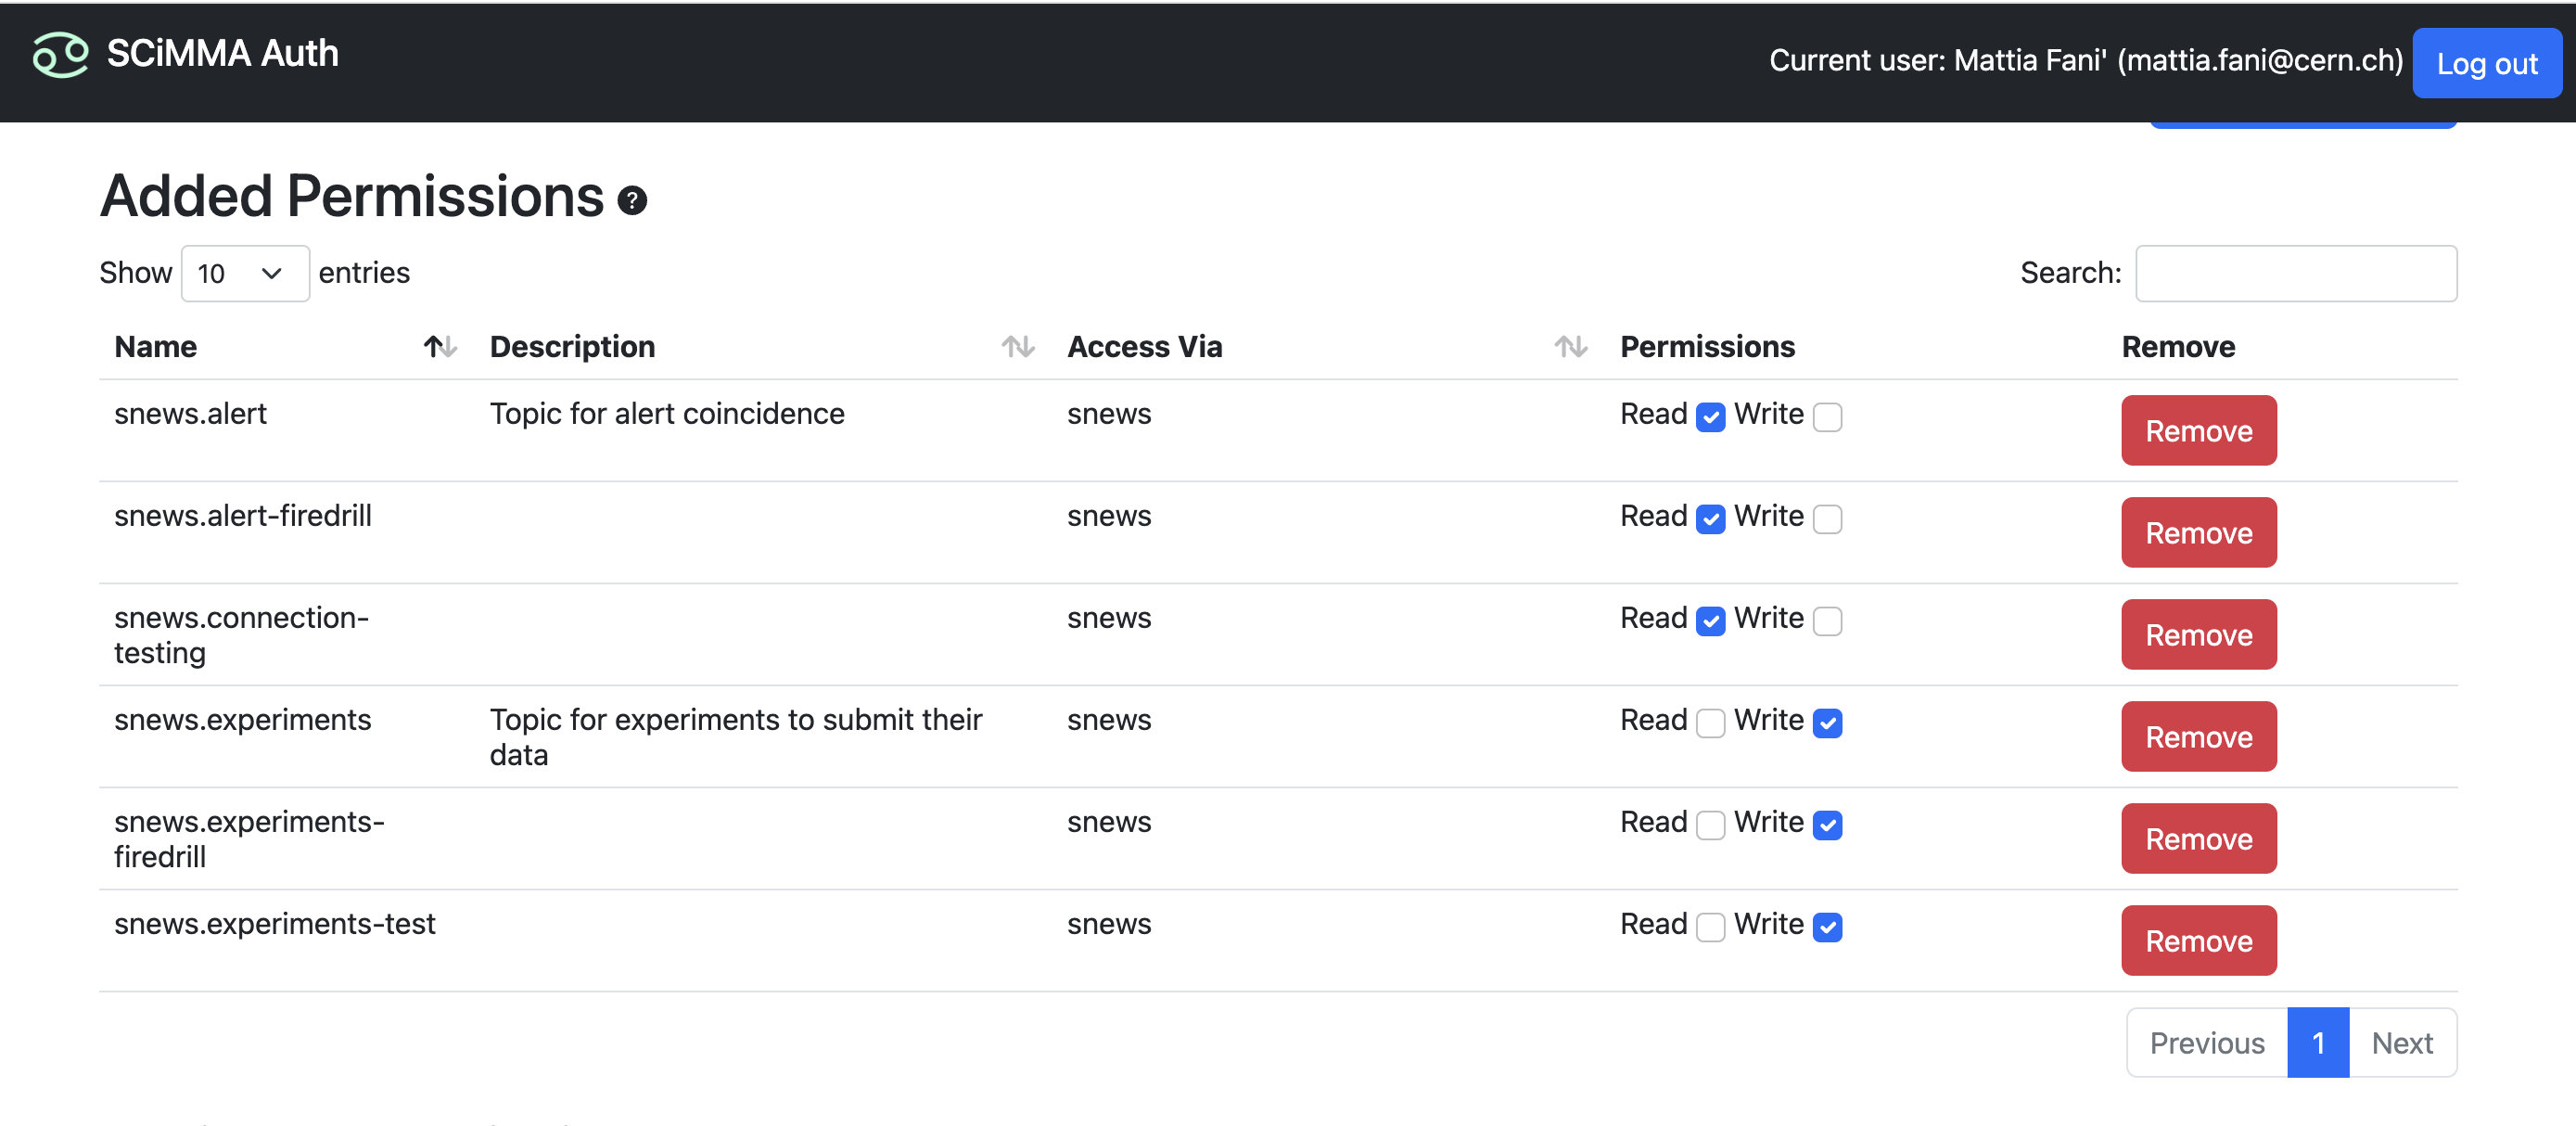 SCiMMA Auth
Current user: Mattia Fani' (mattia.fani@cern.ch) Log out
Added Permissions ?
Show 10 entries
Search:
Name Description Access Via Permissions Remove
snews.alert Topic for alert coincidence snews Read Write Remove
snews.alert-firedrill snews Read Write Remove
snews.connection-
testing
snews Read Write Remove
snews.experiments Topic for experiments to submit their
data
snews Read Write Remove
snews.experiments-
firedrill
snews Read Write Remove
snews.experiments-test snews Read Write Remove
Previous 1 Next